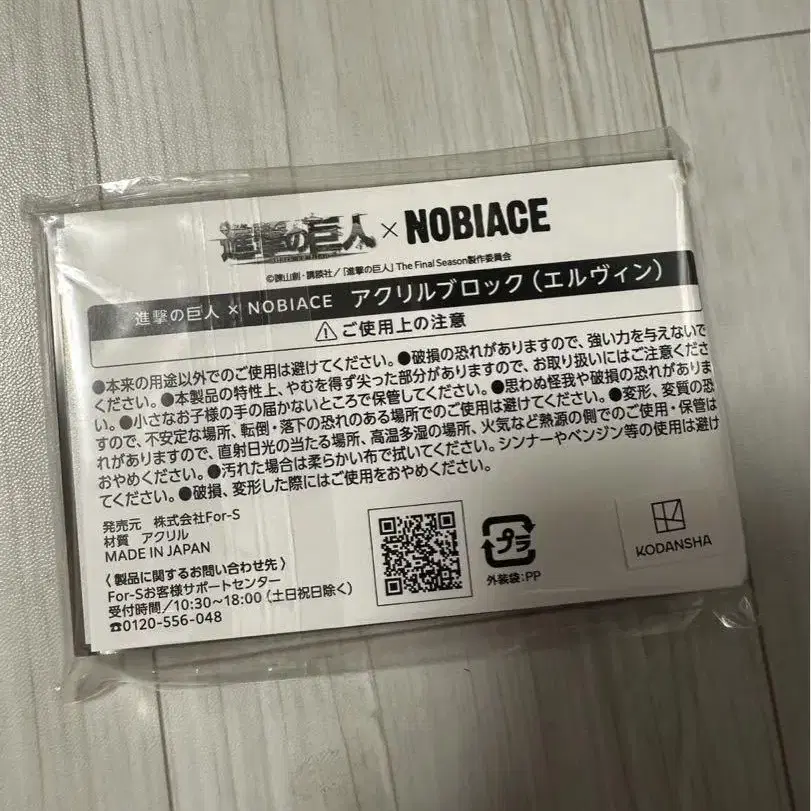 進撃の巨人 × NOBIACE
©諫山創・講談社/「進撃の巨人」The Final Season製作委員会
進撃の巨人 × NOBIACE アクリルブロック(エルヴィン)
⚠ご使用上の注意
●本来の用途以外でのご使用は避けてください。●破損の恐れがありますので、強い力を与えないで
ください。●本製品の特性上、やむを得ず尖った部分がありますので、お取り扱いにはご注意くださ
い。●小さなお子様の手の届かないところで保管してください。●思わぬ怪我や破損の恐れがありま
すので、不安定な場所、転倒・落下の恐れのある場所でのご使用は避けてください。●変形、変質の恐
れがありますので、直射日光の当たる場所、高温多湿の場所、火気など熱源の側でのご使用・保管は
おやめください。●汚れた場合は柔らかい布で拭いてください。シンナーやベンジン等の使用は避け
てください。●破損、変形した際にはご使用をおやめください。
発売元 株式会社For-S
材質 アクリル
MADE IN JAPAN
〈製品に関するお問い合わせ先〉
For-Sお客様サポートセンター
受付時間/10:30~18:00(土日祝日除く)
☎0120-556-048
プラ
外装袋:PP
KODANSHA